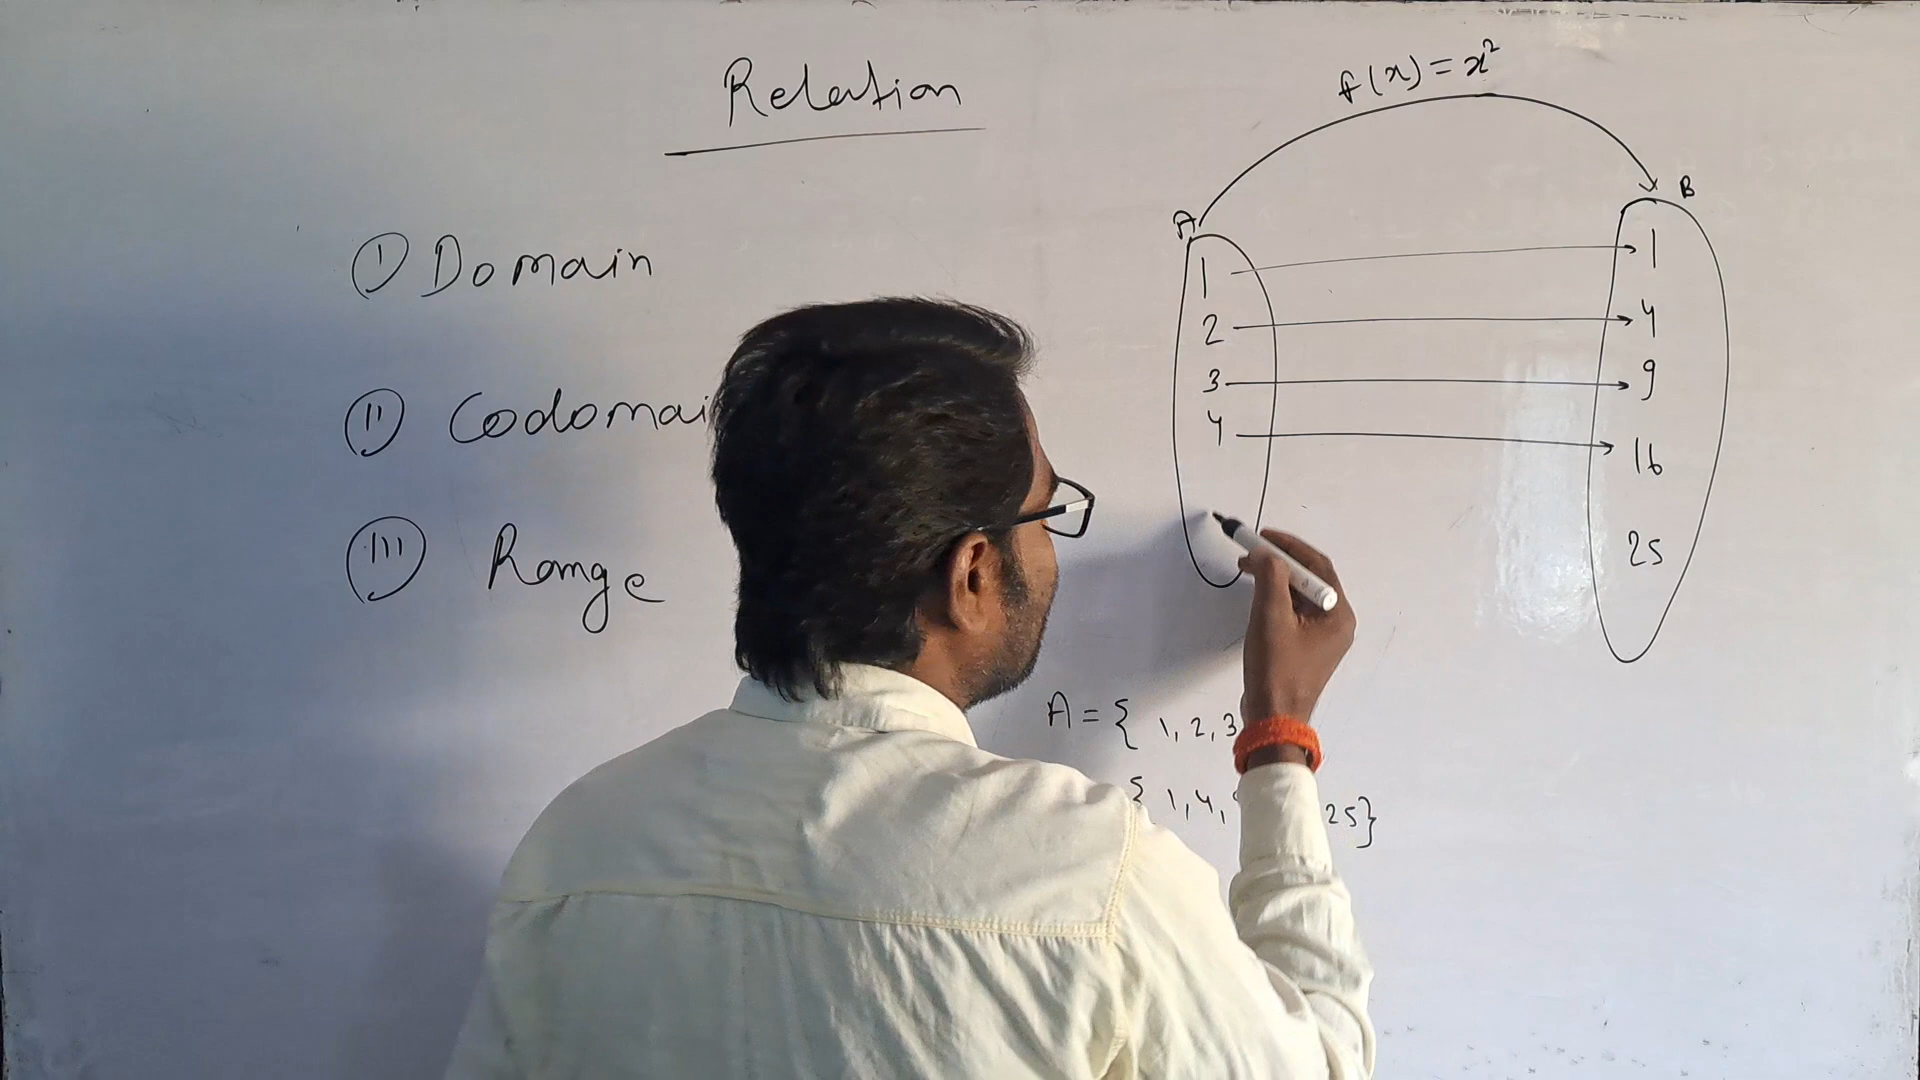 Relation
f(x) = x²
A B
1 1
2 4
3 9
4 16
25
(i) Domain
(ii) Codomai
(iii) Range
A = { 1, 2, 3
{ 1, 4, 25}